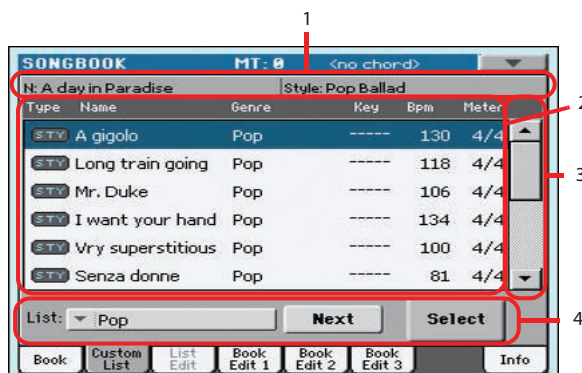 1
SONGBOOK MT: 0 <no chord>
N: A day in Paradise Style: Pop Ballad
Type Name Genre Key Bpm Meter
2
STY A gigolo Pop ----- 130 4/4
STY Long train going Pop ----- 118 4/4
3
STY Mr. Duke Pop ----- 106 4/4
STY I want your hand Pop ----- 134 4/4
STY Vry superstitious Pop ----- 100 4/4
STY Senza donne Pop ----- 81 4/4
List: Pop Next Select
4
Book Custom List List Edit Book Edit 1 Book Edit 2 Book Edit 3 Info